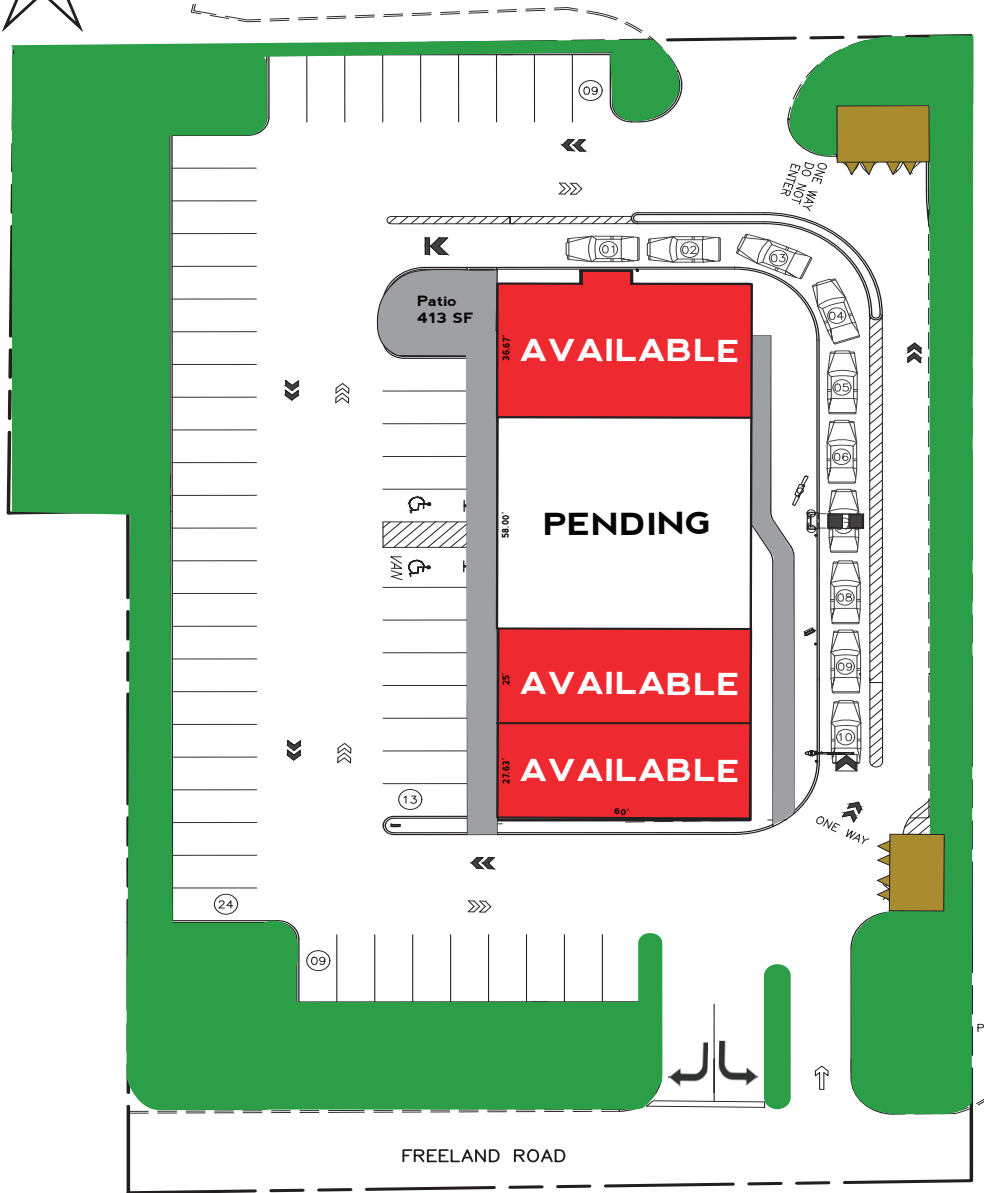 09
ONE WAY
DO NOT
ENTER
01
02
03
04
05
06
08
09
10
Patio
413 SF
36.67'
AVAILABLE
58.00'
PENDING
VAN
25'
AVAILABLE
27.63'
AVAILABLE
60'
13
ONE WAY
24
09
P
FREELAND ROAD